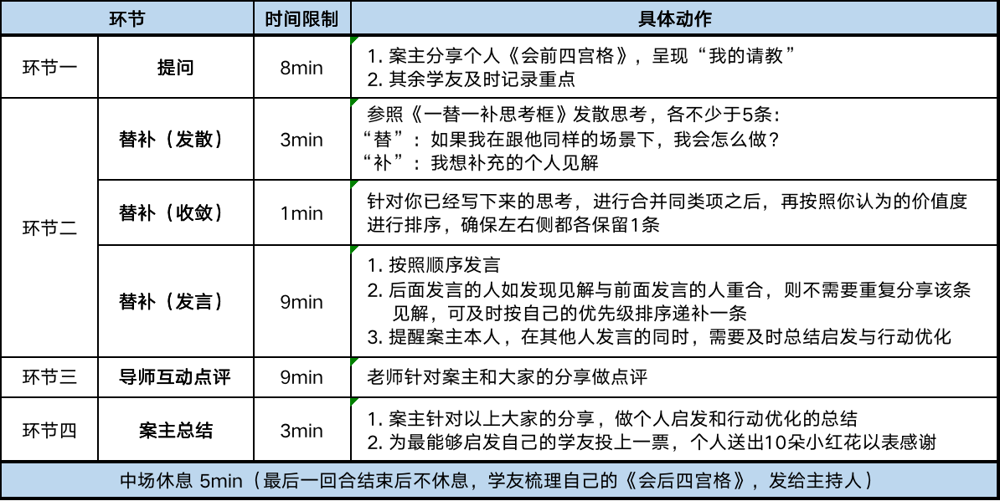 环节 时间限制 具体动作
环节一 提问 8min
1. 案主分享个人《会前四宫格》，呈现“我的请教”
2. 其余学友及时记录重点
环节二
替补（发散） 3min
参照《一替一补思考框》发散思考，各不少于5条：
“替”：如果我在跟他同样的场景下，我会怎么做？
“补”：我想补充的个人见解
替补（收敛） 1min
针对你已经写下来的思考，进行合并同类项之后，再按照你认为的价值度
进行排序，确保左右侧都各保留1条
替补（发言） 9min
1. 按照顺序发言
2. 后面发言的人如发现见解与前面发言的人重合，则不需要重复分享该条
见解，可及时按自己的优先级排序递补一条
3. 提醒案主本人，在其他人发言的同时，需要及时总结启发与行动优化
环节三 导师互动点评 9min 老师针对案主和大家的分享做点评
环节四 案主总结 3min
1. 案主针对以上大家的分享，做个人启发和行动优化的总结
2. 为最能够启发自己的学友投上一票，个人送出10朵小红花以表感谢
中场休息 5min（最后一回合结束后不休息，学友梳理自己的《会后四宫格》，发给主持人）